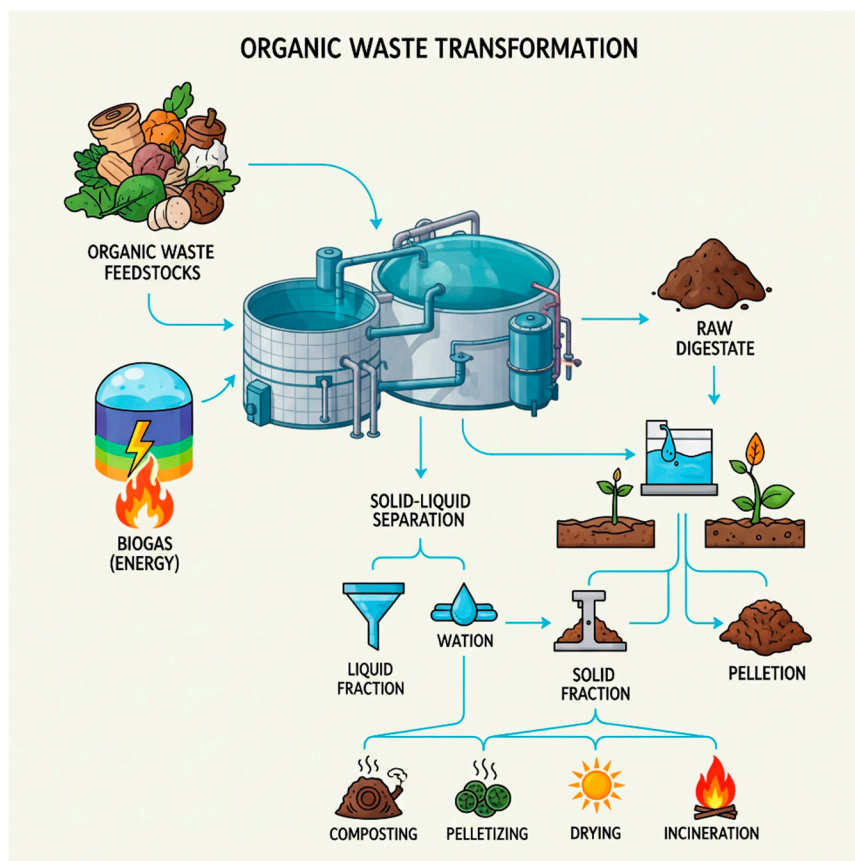 ORGANIC WASTE TRANSFORMATION
ORGANIC WASTE
FEEDSTOCKS
RAW
DIGESTATE
BIOGAS
(ENERGY)
SOLID-LIQUID
SEPARATION
LIQUID
FRACTION
WATION
SOLID
FRACTION
PELLETION
COMPOSTING
PELLETIZING
DRYING
INCINERATION